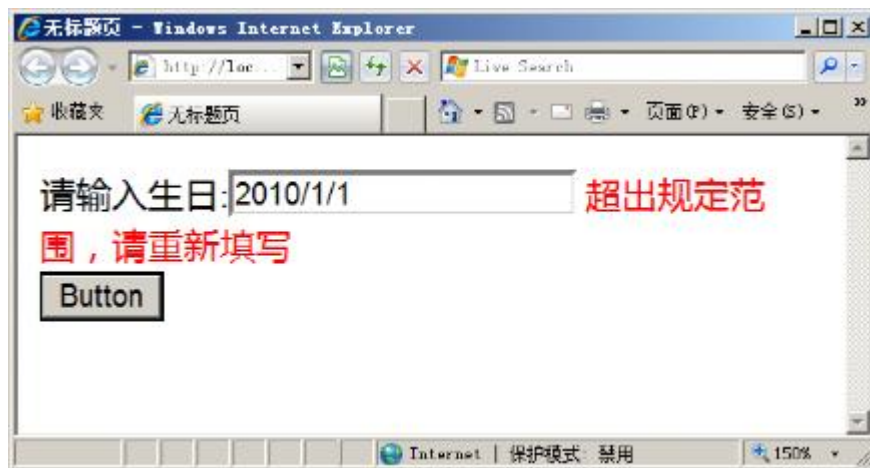 无标题页 - Windows Internet Explorer
http://loc...
Live Search
收藏夹
无标题页
页面(P)
安全(S)
»
请输入生日:2010/1/1 超出规定范
围，请重新填写
Button
Internet | 保护模式: 禁用
150%